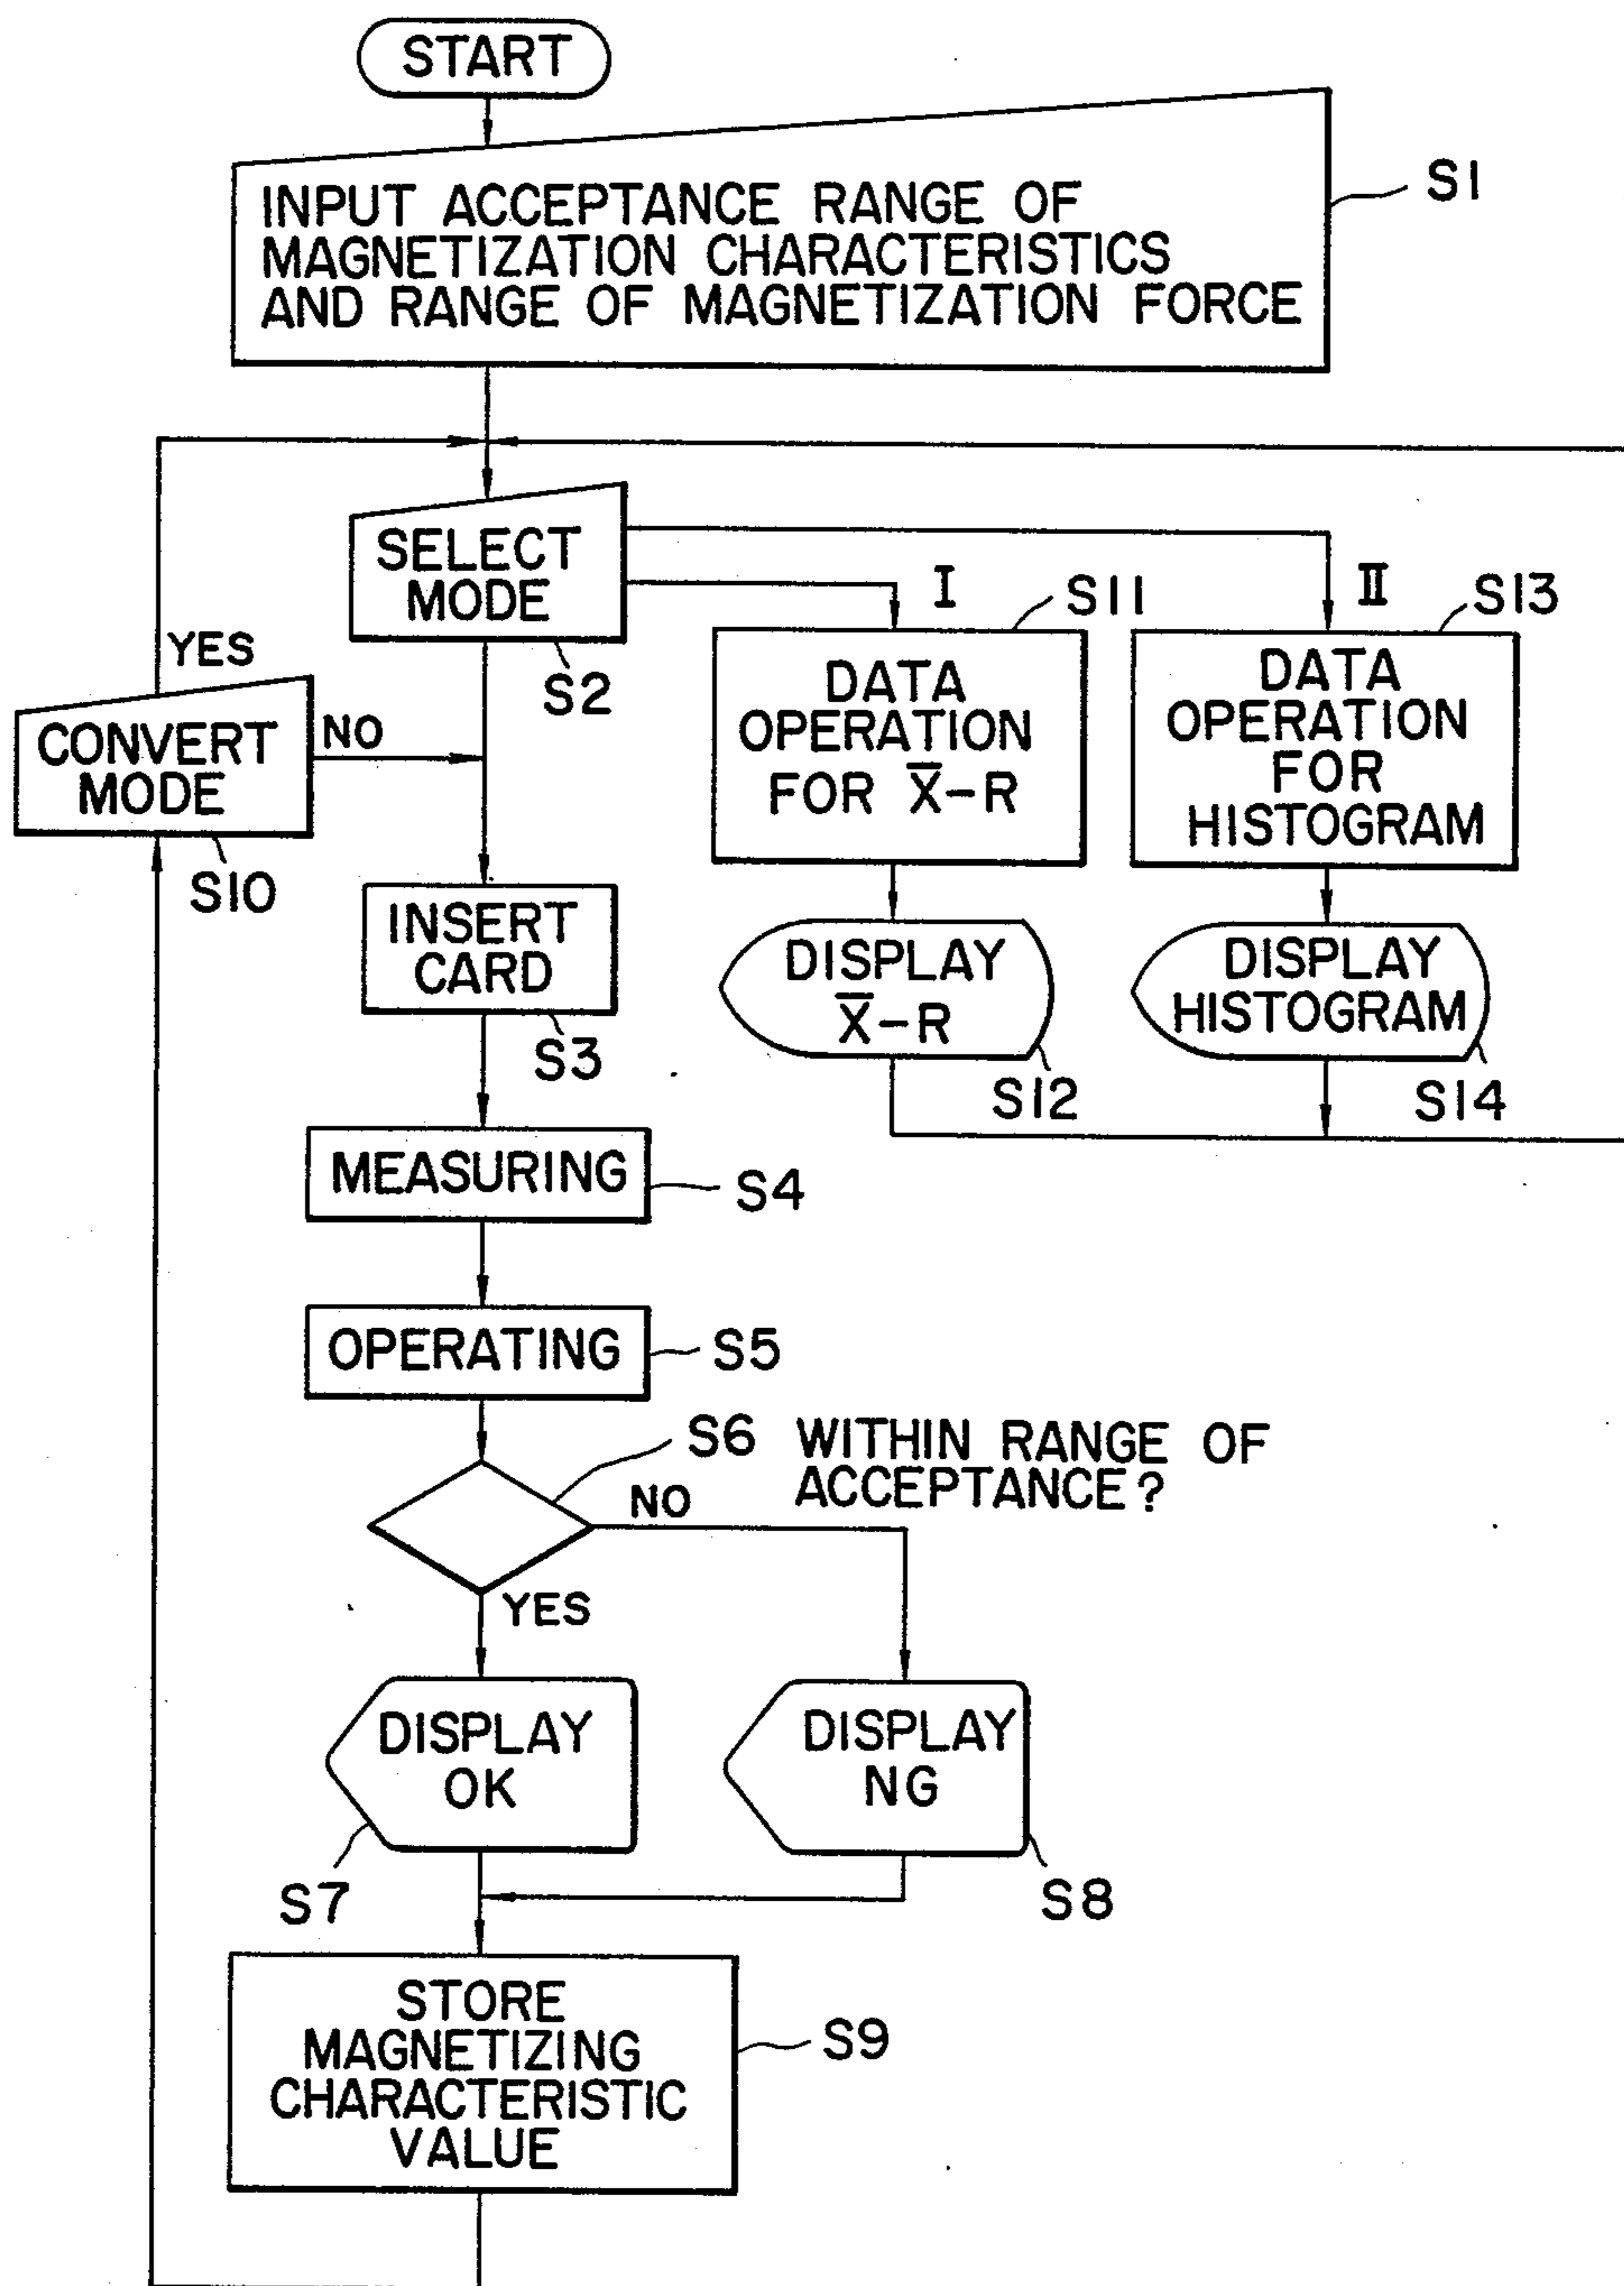 START
INPUT ACCEPTANCE RANGE OF
MAGNETIZATION CHARACTERISTICS
AND RANGE OF MAGNETIZATION FORCE
S1
SELECT
MODE
S2
I
S11
II
S13
YES
CONVERT
MODE
NO
S10
DATA
OPERATION
FOR X̅-R
DATA
OPERATION
FOR
HISTOGRAM
INSERT
CARD
S3
DISPLAY
X̅-R
S12
DISPLAY
HISTOGRAM
S14
MEASURING
S4
OPERATING
S5
S6
WITHIN RANGE OF
ACCEPTANCE?
NO
YES
DISPLAY
OK
S7
DISPLAY
NG
S8
STORE
MAGNETIZING
CHARACTERISTIC
VALUE
S9